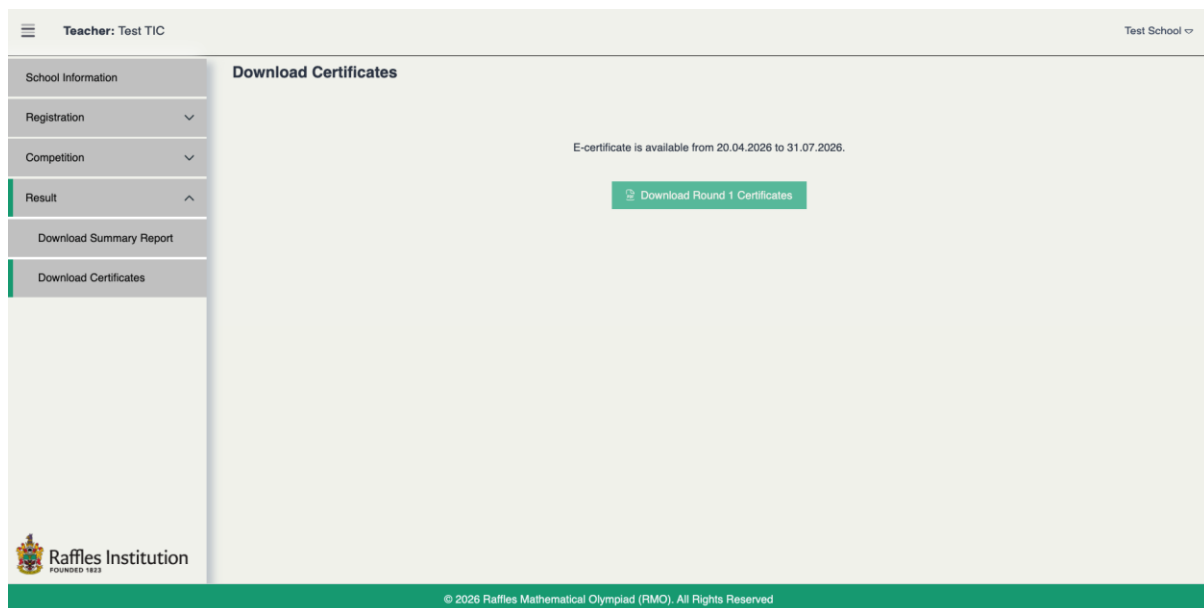 Teacher: Test TIC
Test School
School Information
Registration
Competition
Result
Download Summary Report
Download Certificates
Download Certificates
E-certificate is available from 20.04.2026 to 31.07.2026.
Download Round 1 Certificates
Raffles Institution
FOUNDED 1823
© 2026 Raffles Mathematical Olympiad (RMO). All Rights Reserved